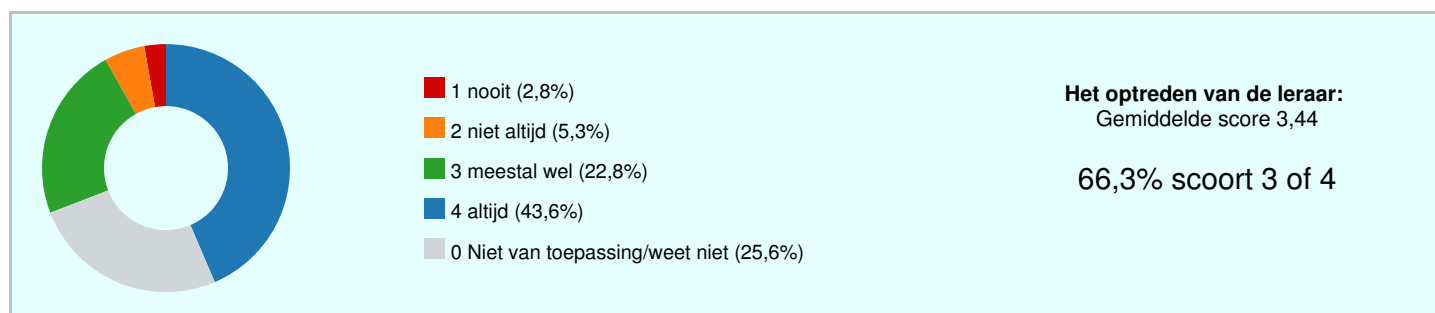 1 nooit (2,8%)
2 niet altijd (5,3%)
3 meestal wel (22,8%)
4 altijd (43,6%)
0 Niet van toepassing/weet niet (25,6%)
Het optreden van de leraar:
Gemiddelde score 3,44
66,3% scoort 3 of 4